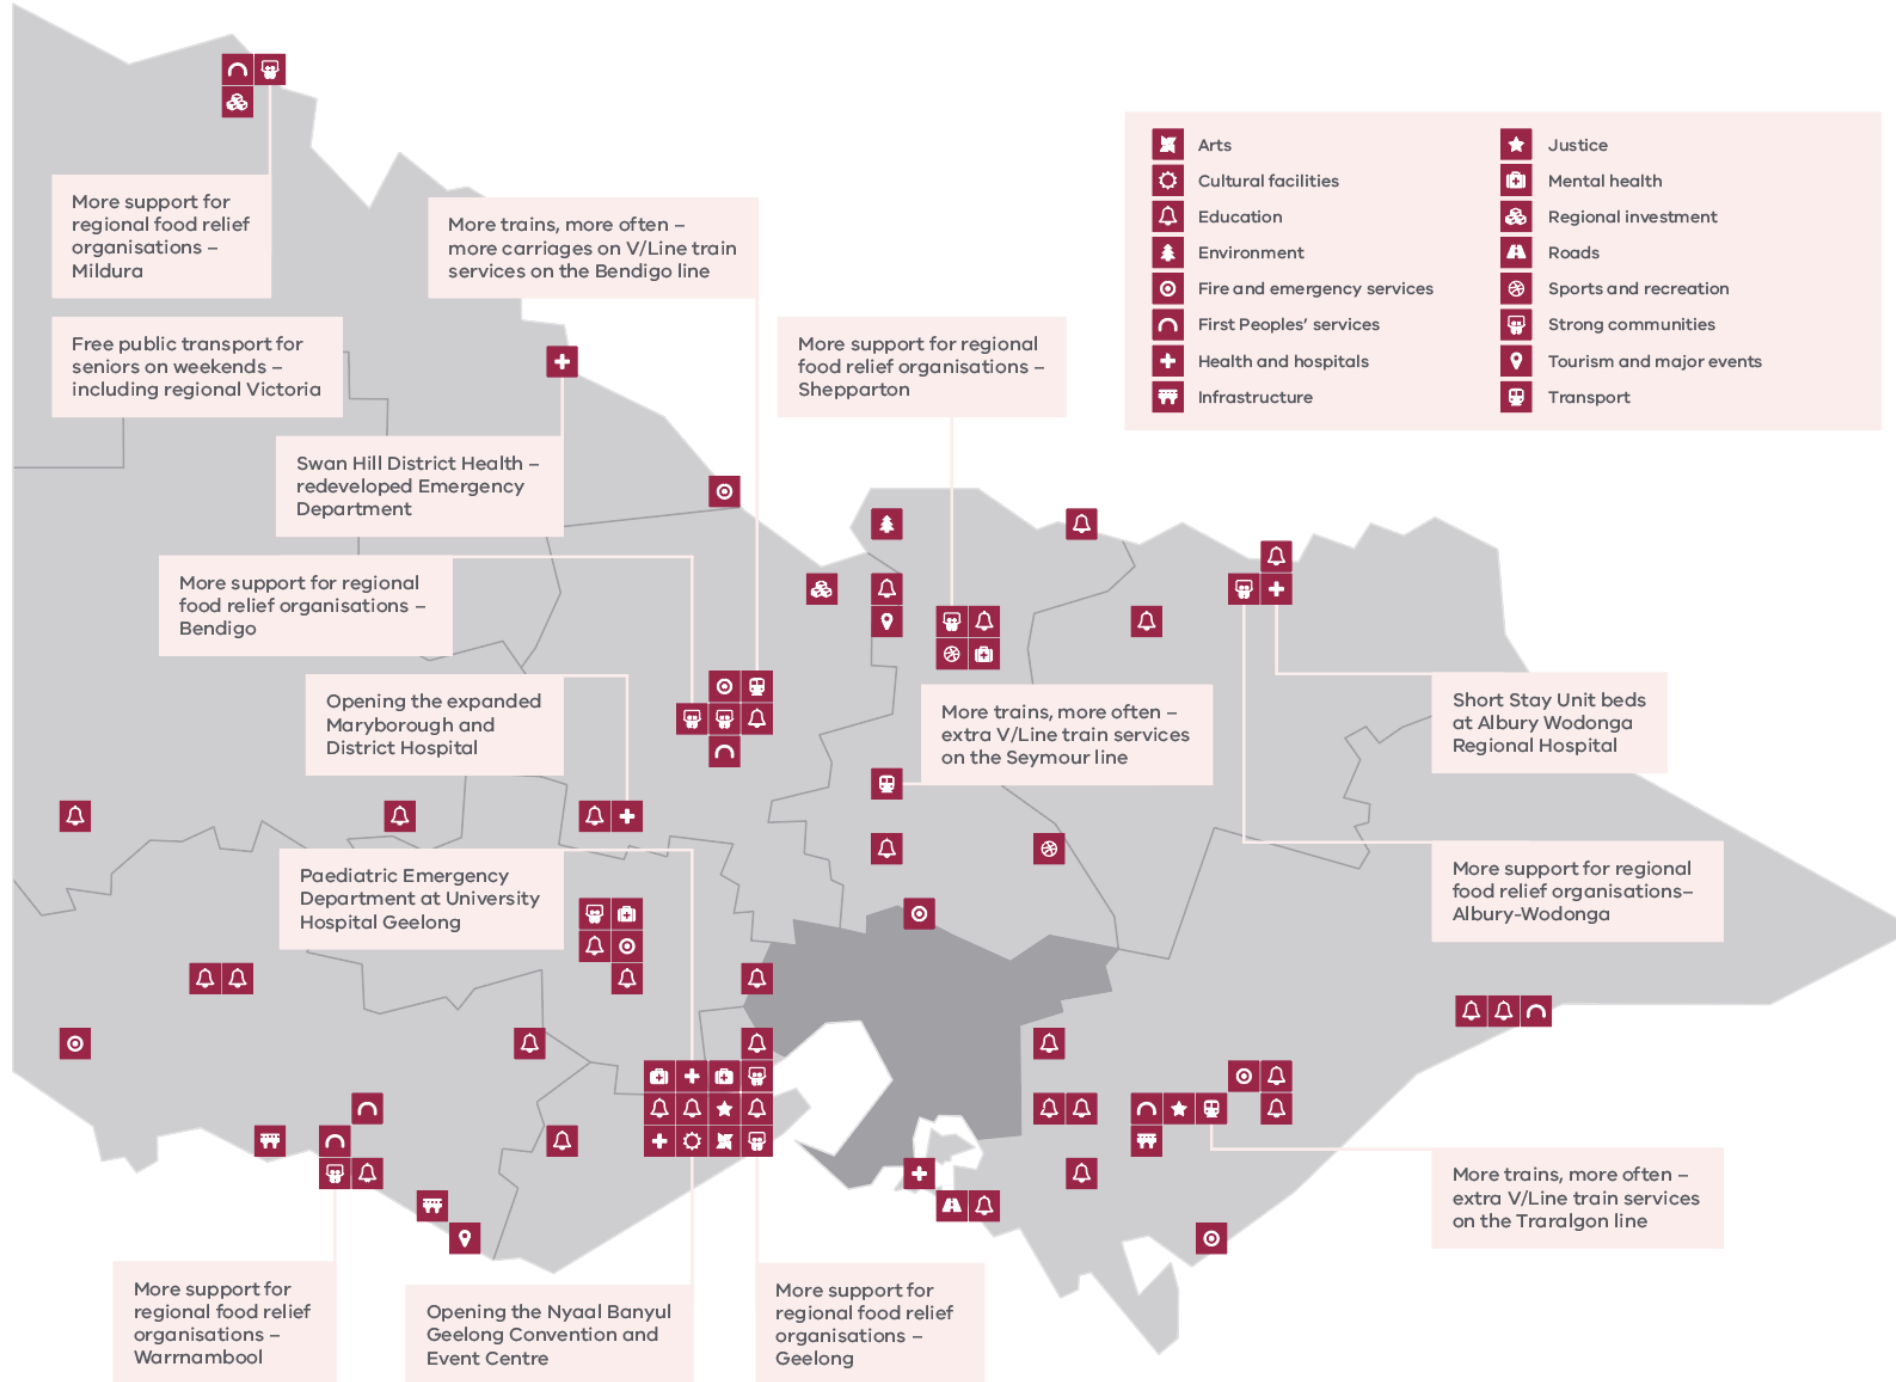 More support for
regional food relief
organisations –
Mildura
More trains, more often –
more carriages on V/Line train
services on the Bendigo line
Free public transport for
seniors on weekends –
including regional Victoria
More support for regional
food relief organisations –
Shepparton
Arts
Cultural facilities
Education
Environment
Fire and emergency services
First Peoples’ services
Health and hospitals
Infrastructure
Justice
Mental health
Regional investment
Roads
Sports and recreation
Strong communities
Tourism and major events
Transport
Swan Hill District Health –
redeveloped Emergency
Department
More support for regional
food relief organisations –
Bendigo
Opening the expanded
Maryborough and
District Hospital
More trains, more often –
extra V/Line train services
on the Seymour line
Short Stay Unit beds
at Albury Wodonga
Regional Hospital
Paediatric Emergency
Department at University
Hospital Geelong
More support for regional
food relief organisations–
Albury-Wodonga
More trains, more often –
extra V/Line train services
on the Traralgon line
More support for
regional food relief
organisations –
Warrnambool
Opening the Nyaal Banyul
Geelong Convention and
Event Centre
More support for
regional food relief
organisations –
Geelong